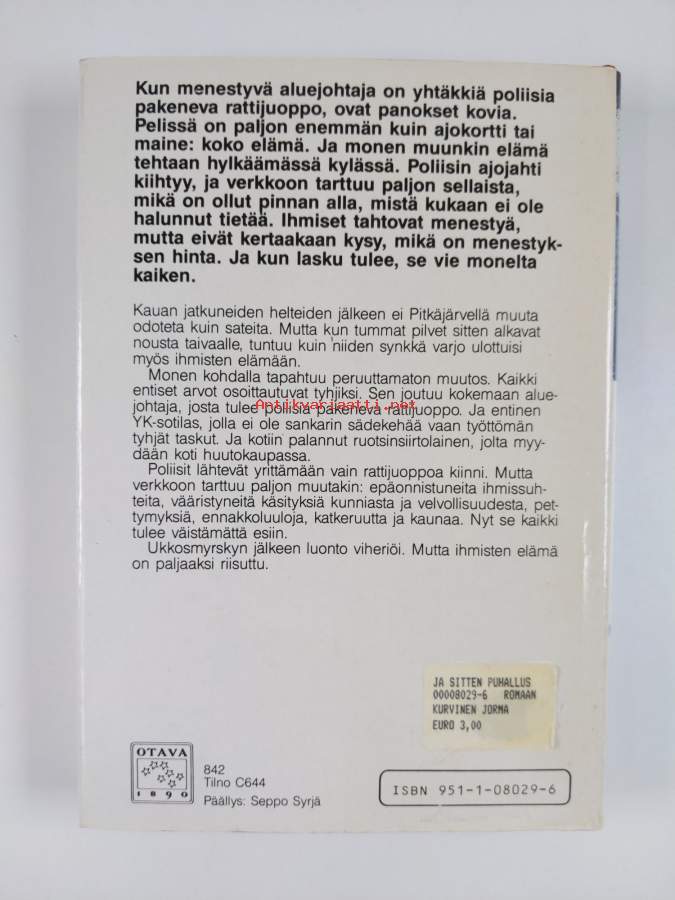 Kun menestyvä aluejohtaja on yhtäkkiä poliisia
pakeneva rattijuoppo, ovat panokset kovia.
Pelissä on paljon enemmän kuin ajokortti tai
maine: koko elämä. Ja monen muunkin elämä
tehtaan hylkäämässä kylässä. Poliisin ajojahti
kiihtyy, ja verkkoon tarttuu paljon sellaista,
mikä on ollut pinnan alla, mistä kukaan ei ole
halunnut tietää. Ihmiset tahtovat menestyä,
mutta eivät kertaakaan kysy, mikä on menestyk-
sen hinta. Ja kun lasku tulee, se vie monelta
kaiken.
Kauan jatkuneiden helteiden jälkeen ei Pitkäjärvellä muuta
odoteta kuin sateita. Mutta kun tummat pilvet sitten alkavat
nousta taivaalle, tuntuu kuin niiden synkkä varjo ulottuisi
myös ihmisten elämään.
Monen kohdalla tapahtuu peruuttamaton muutos. Kaikki
entiset arvot osoittautuvat tyhjiksi. Sen joutuu kokemaan alue-
johtaja, josta tulee poliisia pakeneva rattijuoppo. Ja entinen
Antikvariaatti.net
YK-sotilas, jolla ei ole sankarin sädekehää vaan työttömän
tyhjät taskut. Ja kotiin palannut ruotsinsiirtolainen, jolta myy-
dään koti huutokaupassa.
Poliisit lähtevät yrittämään vain rattijuoppoa kiinni. Mutta
verkkoon tarttuu paljon muutakin: epäonnistuneita ihmissuh-
teita, vääristyneitä käsityksiä kunniasta ja velvollisuudesta, pet-
tymyksiä, ennakkoluuloja, katkeruutta ja kaunaa. Nyt se kaikki
tulee väistämättä esiin.
Ukkosmyrskyn jälkeen luonto viheriöi. Mutta ihmisten elämä
on paljaaksi riisuttu.
JA SITTEN PUHALLUS
00008029-6 ROMAAN
KURVINEN JORMA
EURO 3,00
OTAVA
1890
842
Tilno C644
Päällys: Seppo Syrjä
ISBN 951-1-08029-6